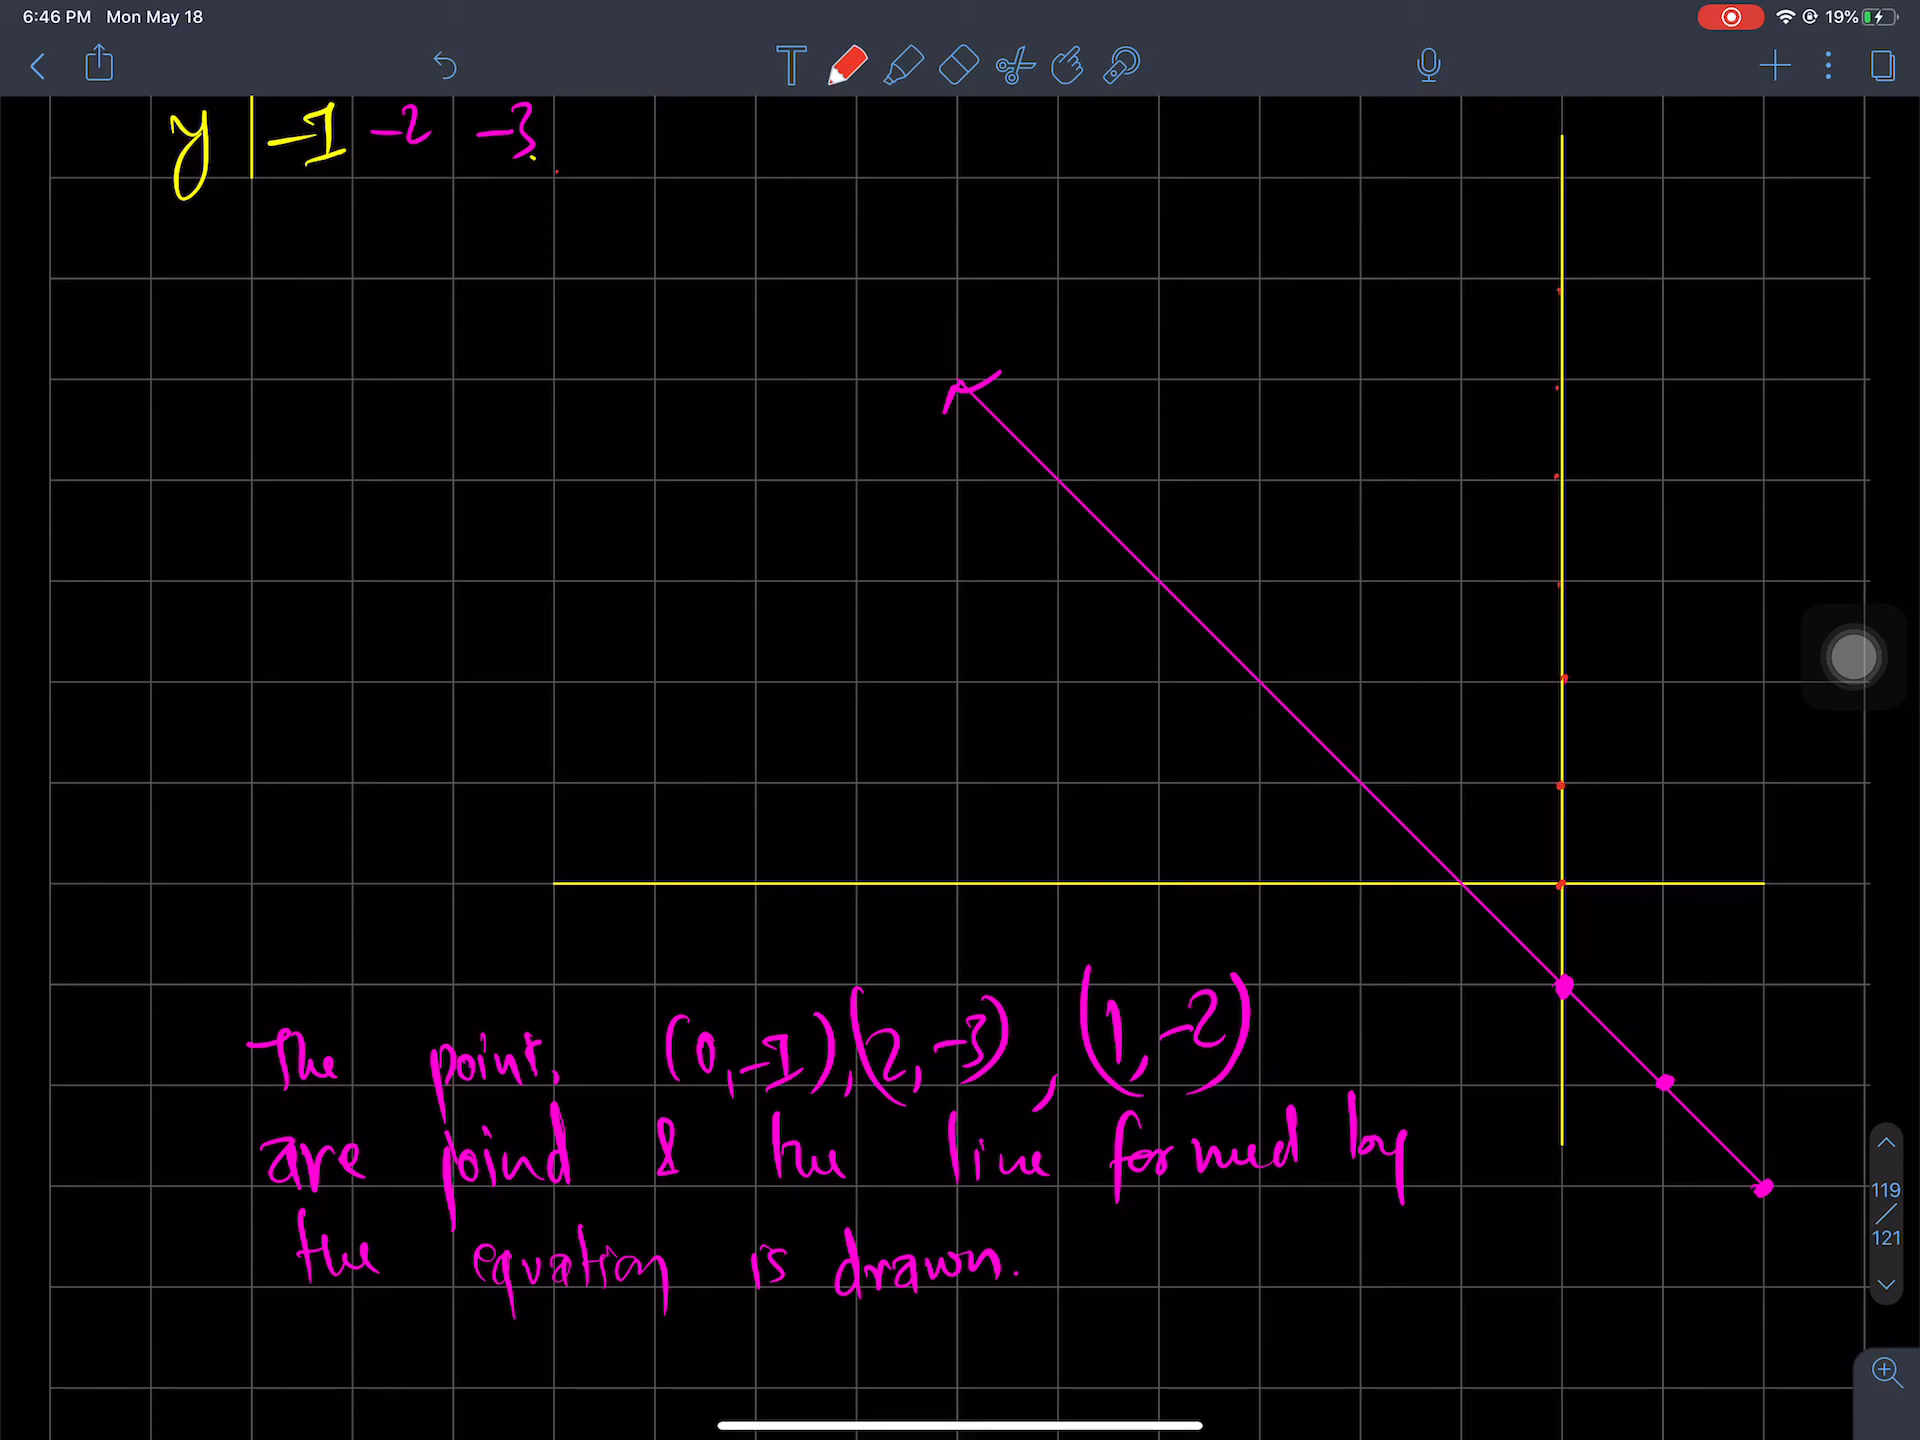 6:46 PM Mon May 18
19%
T
y | -1 -2 -3
The point, (0,-1),(2,-3),(1,-2)
are joind & the line formed by
the equation is drawn.
119
/
121